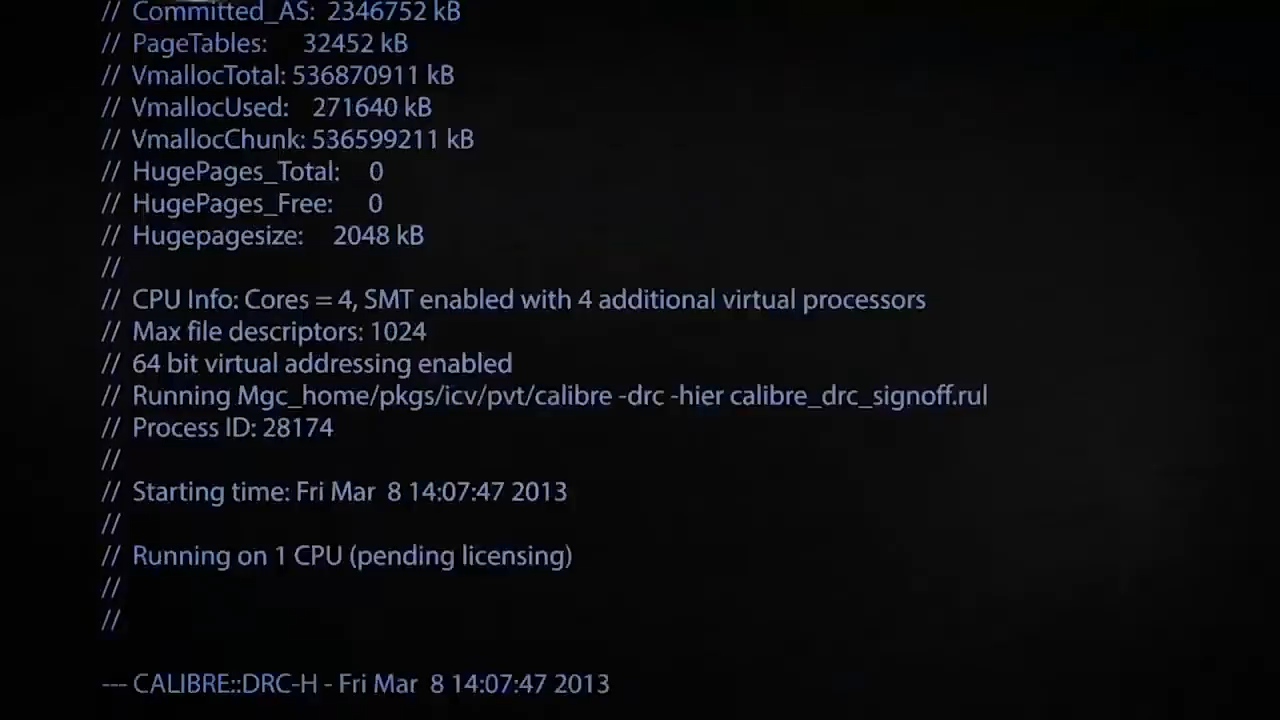 // Committed_AS: 2346752 kB
// PageTables: 32452 kB
// VmallocTotal: 536870911 kB
// VmallocUsed: 271640 kB
// VmallocChunk: 536599211 kB
// HugePages_Total: 0
// HugePages_Free: 0
// Hugepagesize: 2048 kB
//
// CPU Info: Cores = 4, SMT enabled with 4 additional virtual processors
// Max file descriptors: 1024
// 64 bit virtual addressing enabled
// Running Mgc_home/pkgs/icv/pvt/calibre -drc -hier calibre_drc_signoff.rul
// Process ID: 28174
//
// Starting time: Fri Mar 8 14:07:47 2013
//
// Running on 1 CPU (pending licensing)
//
//
--- CALIBRE::DRC-H - Fri Mar 8 14:07:47 2013